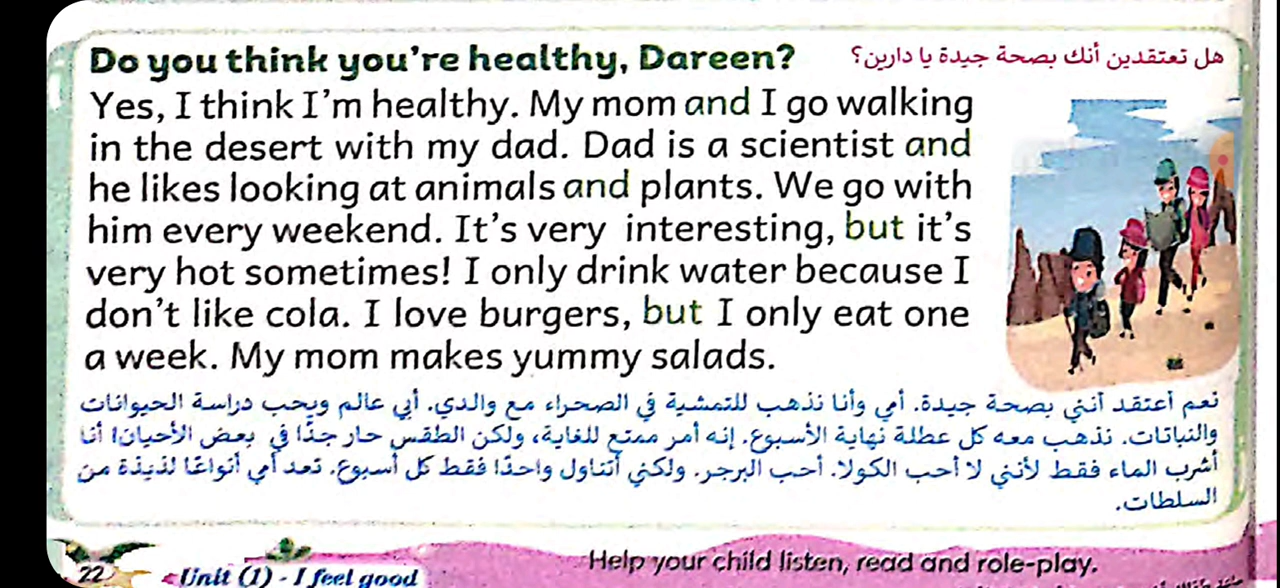 Do you think you're healthy, Dareen?
هل تعتقدين أنك بصحة جيدة يا دارين؟
Yes, I think I'm healthy. My mom and I go walking
in the desert with my dad. Dad is a scientist and
he likes looking at animals and plants. We go with
him every weekend. It's very interesting, but it's
very hot sometimes! I only drink water because I
don't like cola. I love burgers, but I only eat one
a week. My mom makes yummy salads.
نعم أعتقد أنني بصحة جيدة. أمي وأنا نذهب للتمشية في الصحراء مع والدي. أبي عالم ويحب دراسة الحيوانات
والنباتات. نذهب معه كل عطلة نهاية الأسبوع. إنه أمر ممتع للغاية، ولكن الطقس حار جدًا في بعض الأحيان! أنا
أشرب الماء فقط لأنني لا أحب الكولا. أحب البرجر. ولكني أتناول واحدًا فقط كل أسبوع. تعد أمي أنواعًا لذيذة من
السلطات.
Help your child listen, read and role-play.
22 Unit (1) - I feel good